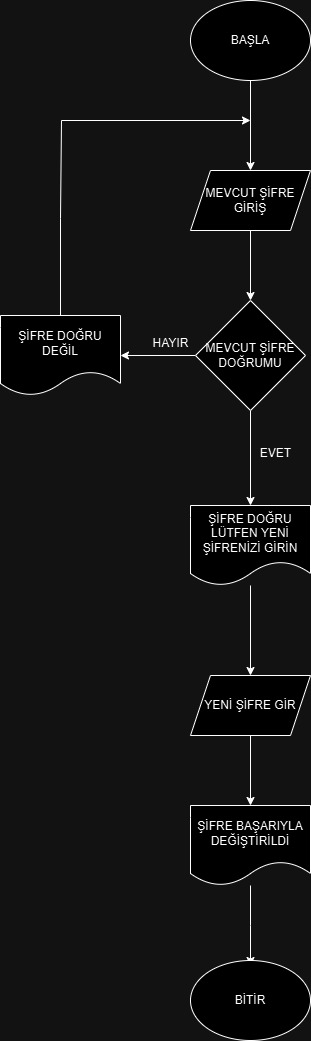 BAŞLA
MEVCUT ŞİFRE
GİRİŞ
MEVCUT ŞİFRE
DOĞRUMU
HAYIR
ŞİFRE DOĞRU
DEĞİL
EVET
ŞİFRE DOĞRU
LÜTFEN YENİ
ŞİFRENİZİ GİRİN
YENİ ŞİFRE GİR
ŞİFRE BAŞARIYLA
DEĞİŞTİRİLDİ
BİTİR